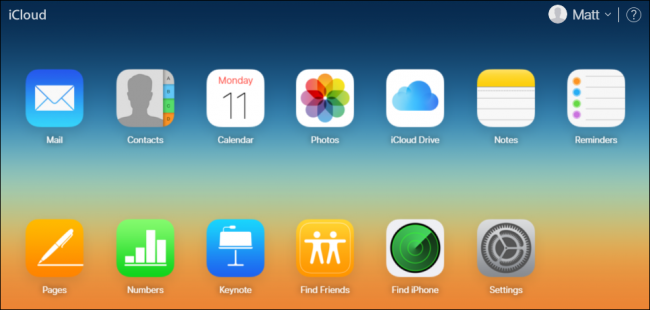 iCloud
Matt
?
Monday
11
A
B
C
D
Mail
Contacts
Calendar
Photos
iCloud Drive
Notes
Reminders
Pages
Numbers
Keynote
Find Friends
Find iPhone
Settings